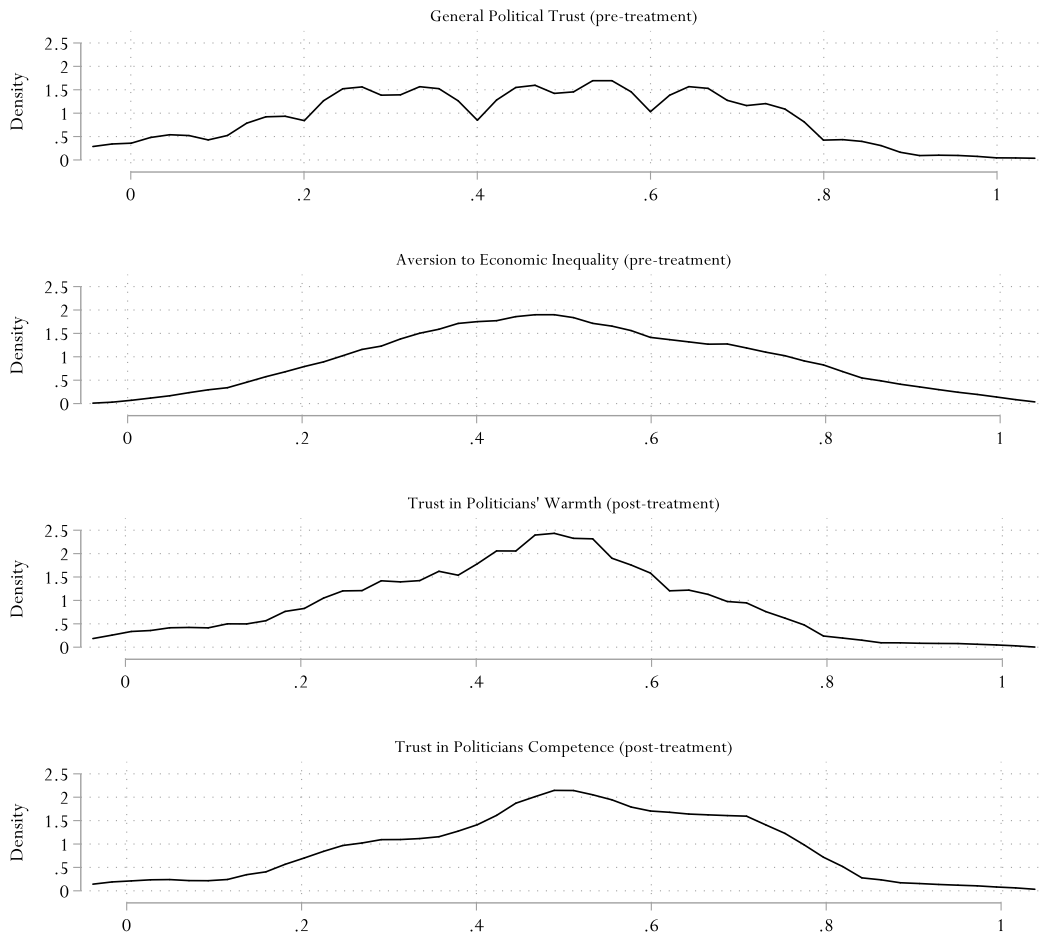 General Political Trust (pre-treatment)
Density
2.5
2
1.5
1
.5
0
0 .2 .4 .6 .8 1
Aversion to Economic Inequality (pre-treatment)
Density
2.5
2
1.5
1
.5
0
0 .2 .4 .6 .8 1
Trust in Politicians' Warmth (post-treatment)
Density
2.5
2
1.5
1
.5
0
0 .2 .4 .6 .8 1
Trust in Politicians Competence (post-treatment)
Density
2.5
2
1.5
1
.5
0
0 .2 .4 .6 .8 1